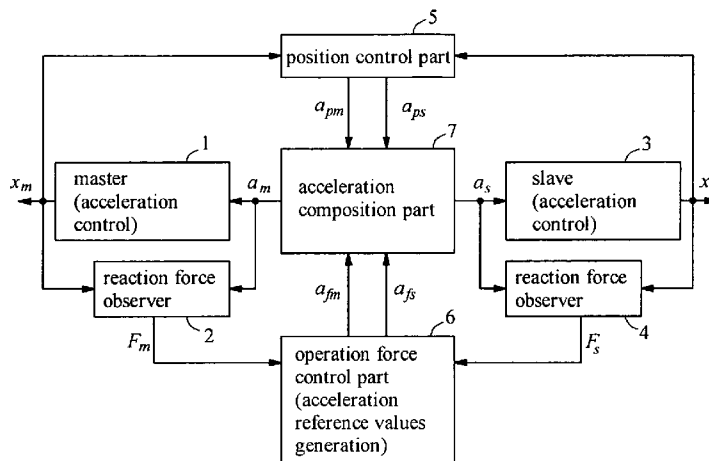 5
position control part
a_pm a_ps
1 7 3
x_m master
(acceleration
control) a_m acceleration
composition part a_s slave
(acceleration
control) x
reaction force
observer
2
a_fm a_fs
reaction force
observer
4
F_m 6 F_s
operation force
control part
(acceleration
reference values
generation)